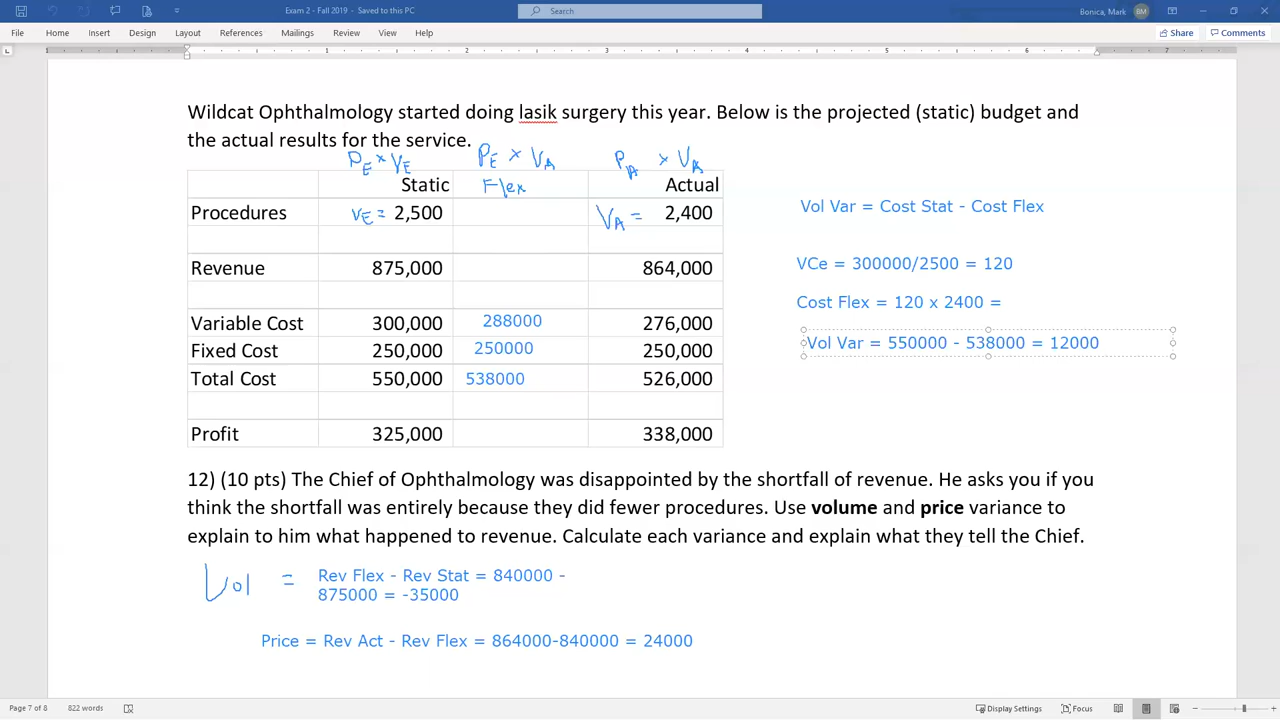 Exam 2 - Fall 2019 - Saved to this PC
Search
Bonica, Mark BM
File Home Insert Design Layout References Mailings Review View Help Share Comments
1 2 3 4 5 6 7
Wildcat Ophthalmology started doing lasik surgery this year. Below is the projected (static) budget and
the actual results for the service.
PE × VE PE × VA PA × VA
Static Flex Actual
Procedures VE = 2,500 VA = 2,400
Vol Var = Cost Stat - Cost Flex
VCe = 300000/2500 = 120
Revenue 875,000 864,000
Cost Flex = 120 x 2400 =
Variable Cost 300,000 288000 276,000
Vol Var = 550000 - 538000 = 12000
Fixed Cost 250,000 250000 250,000
Total Cost 550,000 538000 526,000
Profit 325,000 338,000
12) (10 pts) The Chief of Ophthalmology was disappointed by the shortfall of revenue. He asks you if you
think the shortfall was entirely because they did fewer procedures. Use volume and price variance to
explain to him what happened to revenue. Calculate each variance and explain what they tell the Chief.
Vol = Rev Flex - Rev Stat = 840000 -
875000 = -35000
Price = Rev Act - Rev Flex = 864000-840000 = 24000
Page 7 of 8 822 words Display Settings Focus